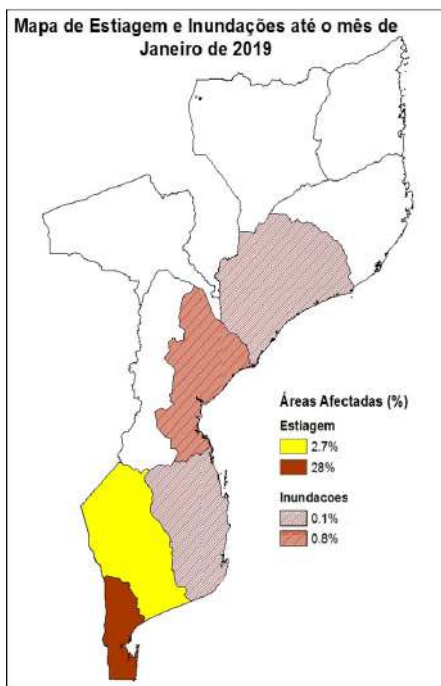 Mapa de Estiagem e Inundações até o mês de
Janeiro de 2019
Áreas Afectadas (%)
Estiagem
2.7%
28%
Inundacoes
0.1%
0.8%